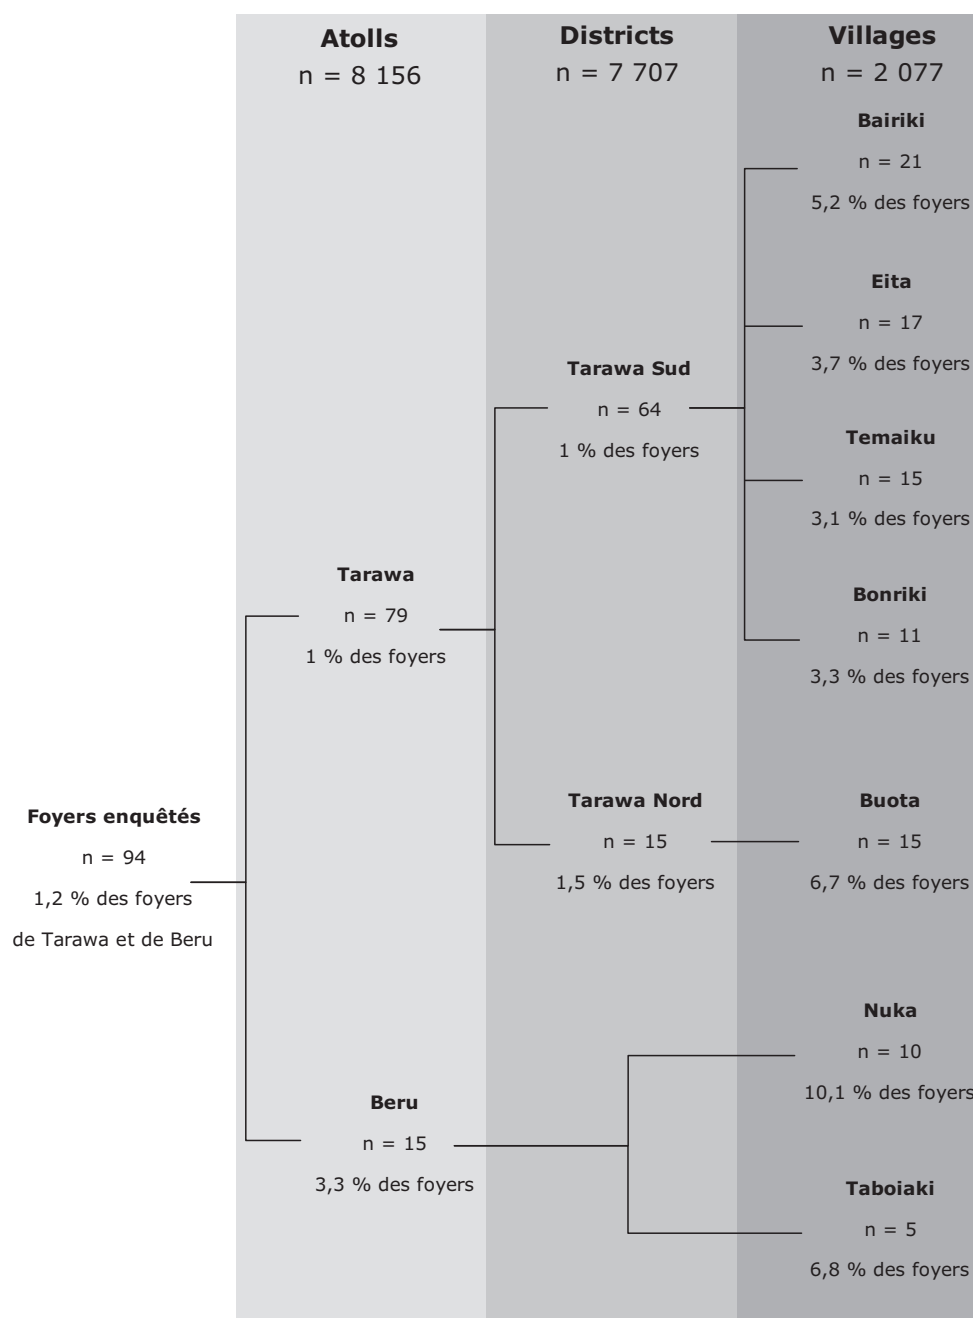 Atolls
n = 8 156
Districts
n = 7 707
Villages
n = 2 077
Bairiki
n = 21
5,2 % des foyers
Eita
n = 17
3,7 % des foyers
Tarawa Sud
n = 64
1 % des foyers
Temaiku
n = 15
3,1 % des foyers
Tarawa
n = 79
1 % des foyers
Bonriki
n = 11
3,3 % des foyers
Foyers enquêtés
n = 94
1,2 % des foyers
de Tarawa et de Beru
Tarawa Nord
n = 15
1,5 % des foyers
Buota
n = 15
6,7 % des foyers
Nuka
n = 10
10,1 % des foyers
Beru
n = 15
3,3 % des foyers
Taboiaki
n = 5
6,8 % des foyers